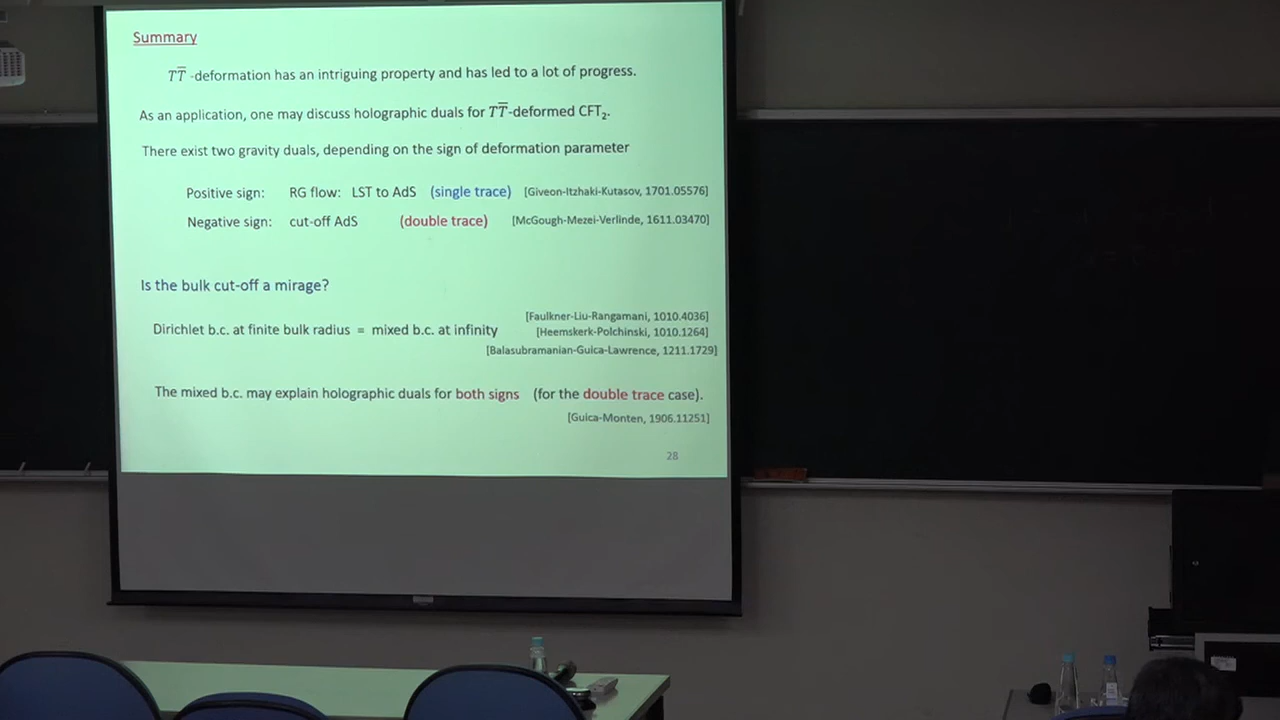 Summary
T\overline{T} -deformation has an intriguing property and has led to a lot of progress.
As an application, one may discuss holographic duals for T\overline{T}-deformed CFT₂.
There exist two gravity duals, depending on the sign of deformation parameter
Positive sign: RG flow: LST to AdS (single trace) [Giveon-Itzhaki-Kutasov, 1701.05576]
Negative sign: cut-off AdS (double trace) [McGough-Mezei-Verlinde, 1611.03470]
Is the bulk cut-off a mirage?
[Faulkner-Liu-Rangamani, 1010.4036]
Dirichlet b.c. at finite bulk radius = mixed b.c. at infinity [Heemskerk-Polchinski, 1010.1264]
[Balasubramanian-Guica-Lawrence, 1211.1729]
The mixed b.c. may explain holographic duals for both signs (for the double trace case).
[Guica-Monten, 1906.11251]
28